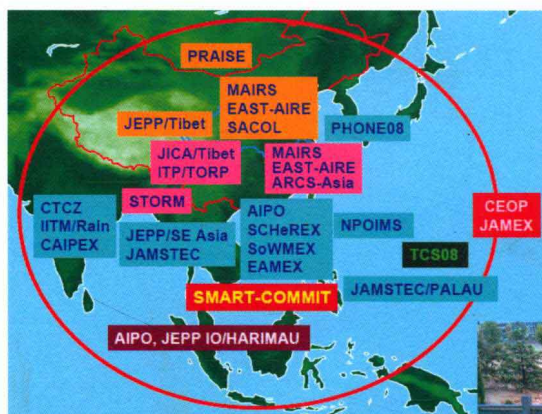 PRAISE
MAIRS
EAST-AIRE
SACOL
JEPP/Tibet
PHONE08
JICA/Tibet
ITP/TORP
MAIRS
EAST-AIRE
ARCS-Asia
CTCZ
IITM/Rain
CAIPEX
STORM
JEPP/SE Asia
JAMSTEC
AIPO
SCHeREX
SoWMEX
EAMEX
NPOIMS
CEOP
JAMEX
TCS08
SMART-COMMIT
JAMSTEC/PALAU
AIPO, JEPP IO/HARIMAU